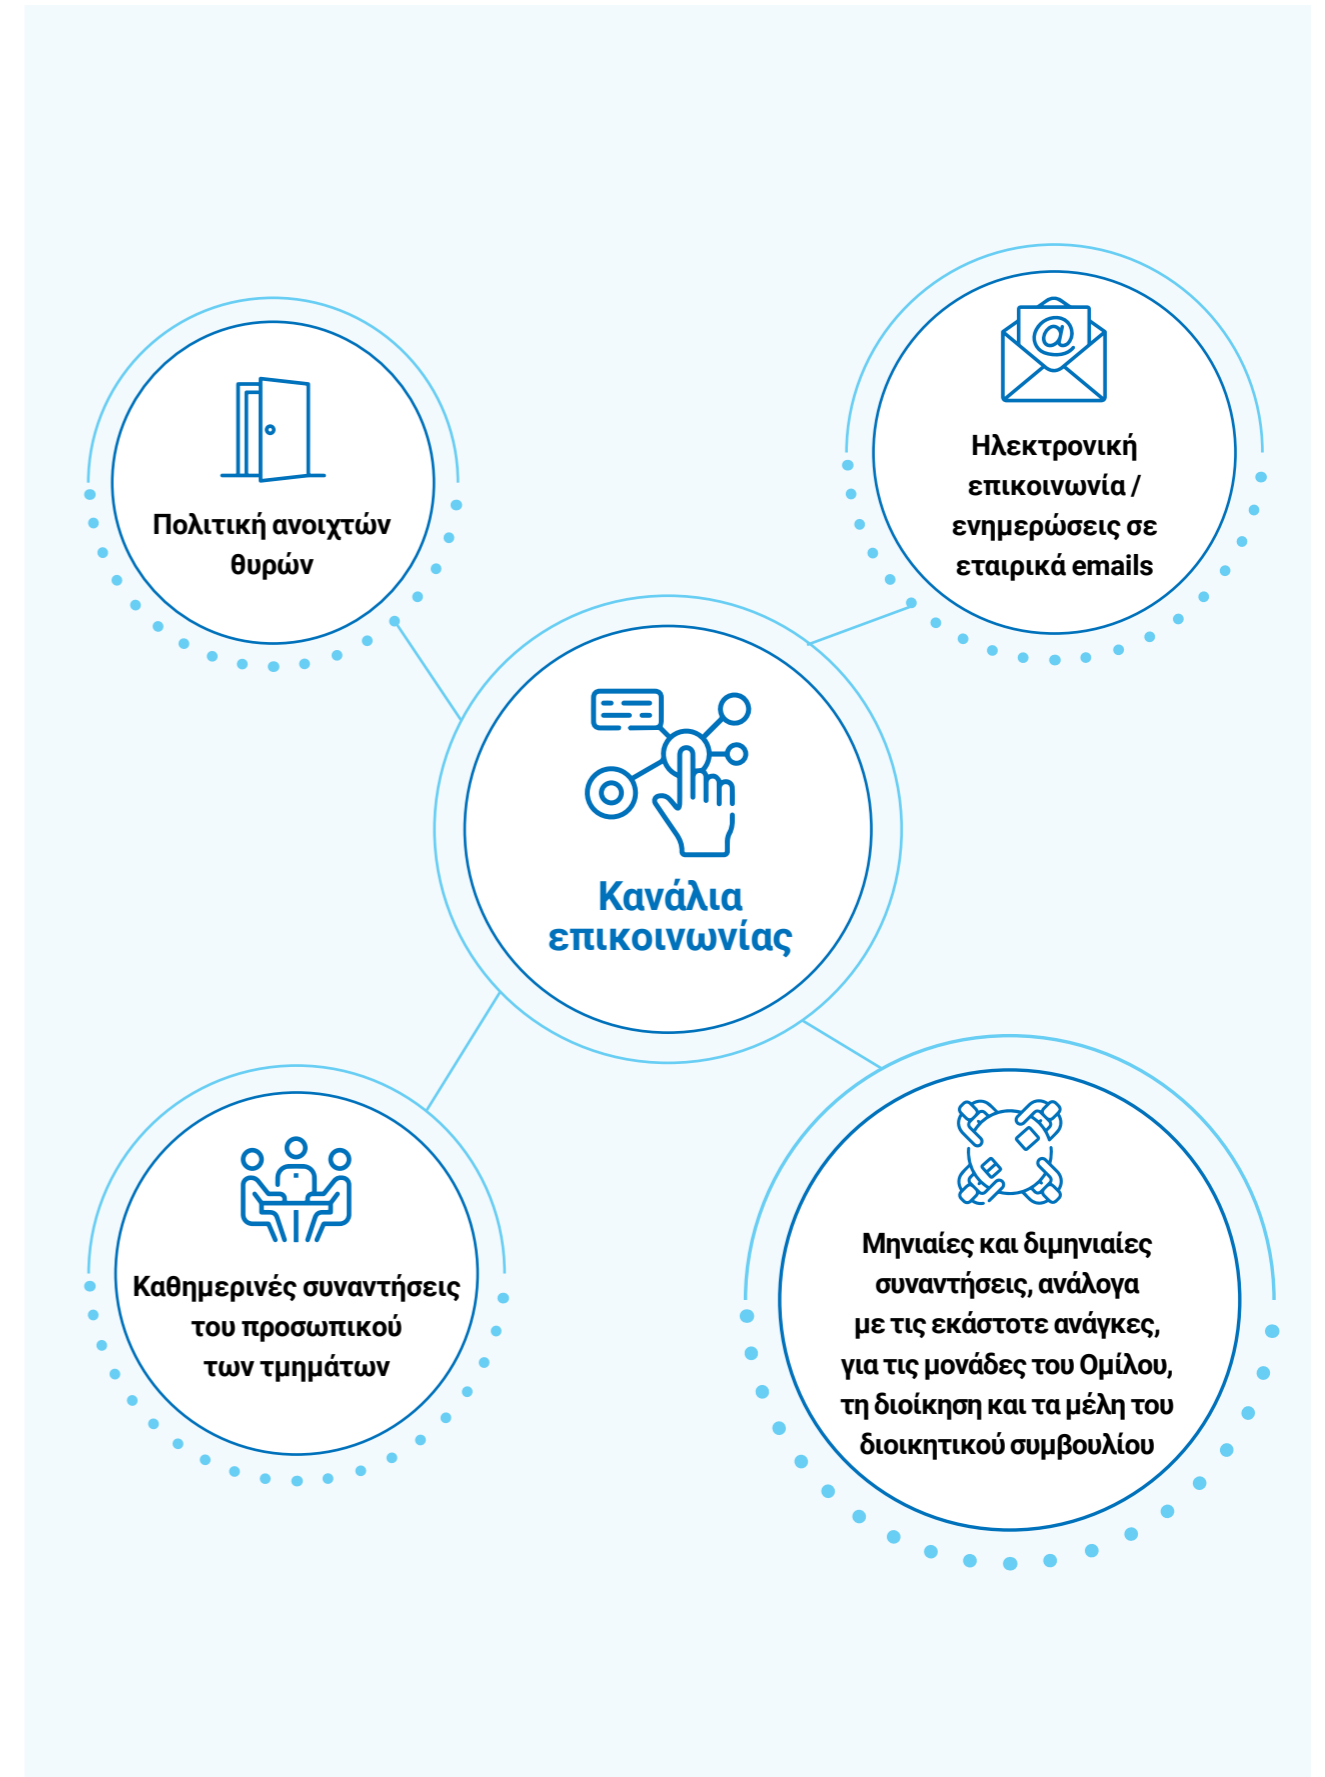 Πολιτική ανοιχτών
θυρών
Ηλεκτρονική
επικοινωνία /
ενημερώσεις σε
εταιρικά emails
Κανάλια
επικοινωνίας
Καθημερινές συναντήσεις
του προσωπικού
των τμημάτων
Μηνιαίες και διμηνιαίες
συναντήσεις, ανάλογα
με τις εκάστοτε ανάγκες,
για τις μονάδες του Ομίλου,
τη διοίκηση και τα μέλη του
διοικητικού συμβουλίου